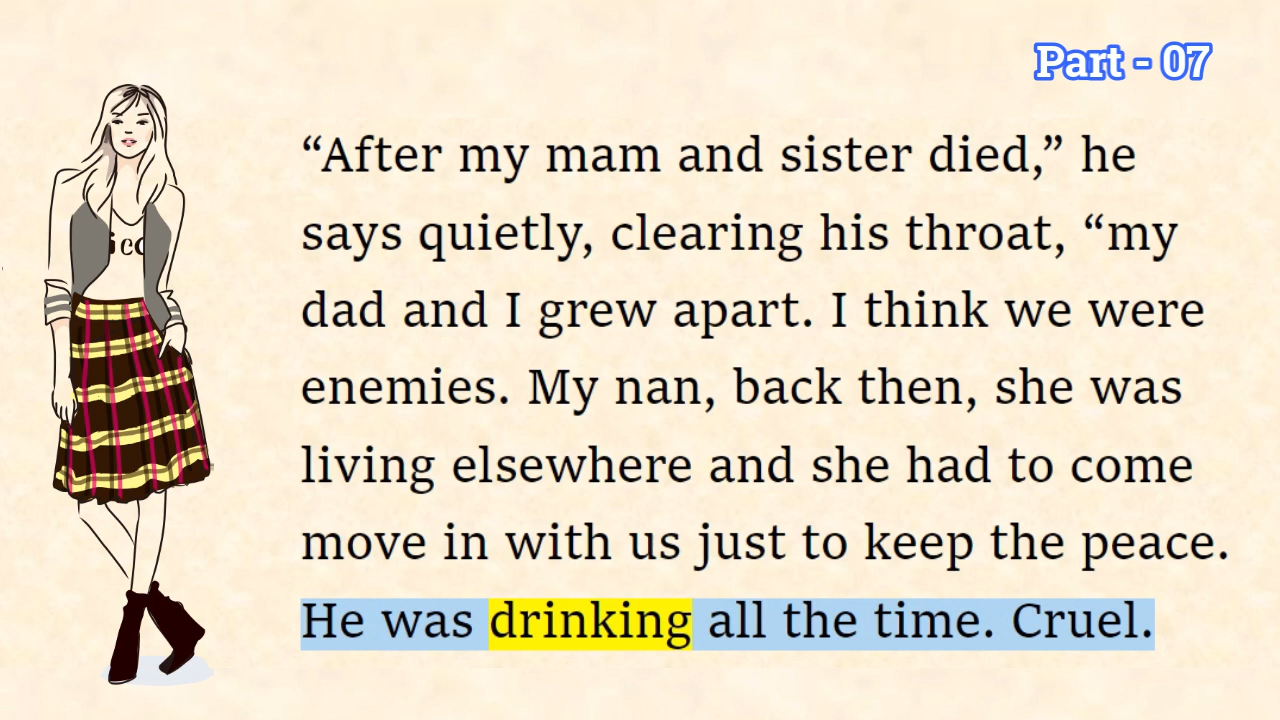 Part - 07
“After my mam and sister died,” he
says quietly, clearing his throat, “my
dad and I grew apart. I think we were
enemies. My nan, back then, she was
living elsewhere and she had to come
move in with us just to keep the peace.
He was drinking all the time. Cruel.